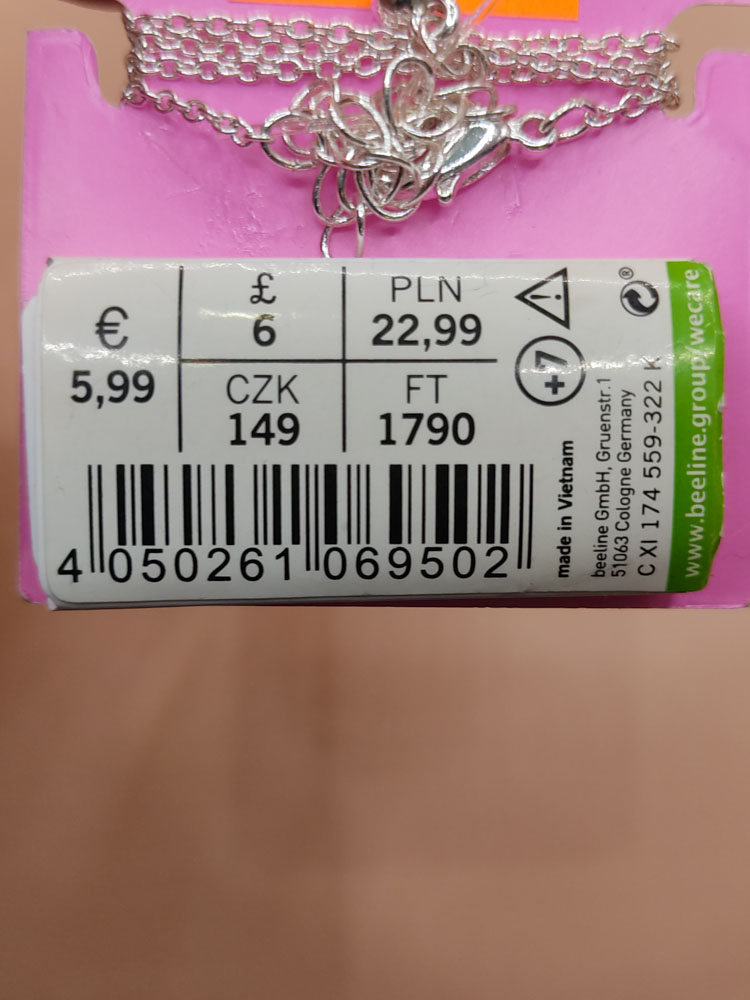 €
5,99
£
6
PLN
22,99
CZK
149
FT
1790
+7
4 050261 069502
made in Vietnam
beeline GmbH, Gruenstr.1
51063 Cologne Germany
C XI 174 559-322 K
www.beeline.group/wecare